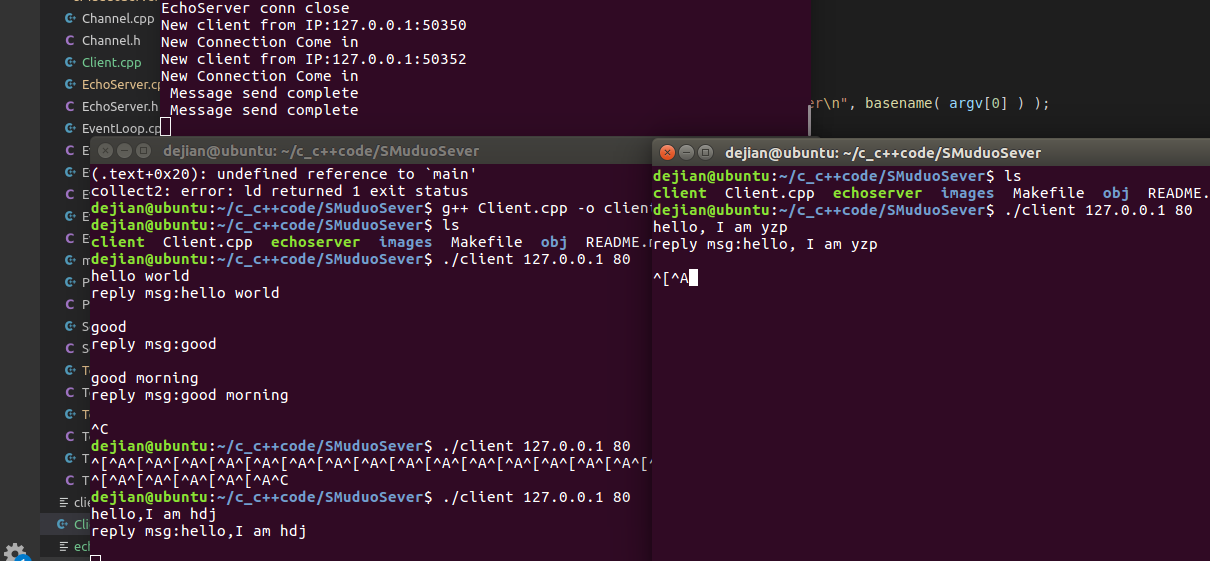 Channel.cpp
Channel.h
Client.cpp
EchoServer.cp
EchoServer.h
EventLoop.cp
clie
Cli
ech
EchoServer conn close
New client from IP:127.0.0.1:50350
New Connection Come in
New client from IP:127.0.0.1:50352
New Connection Come in
Message send complete
Message send complete
er\n", basename( argv[0] ) );
dejian@ubuntu: ~/c_c++code/SMuduoSever
(.text+0x20): undefined reference to `main'
collect2: error: ld returned 1 exit status
dejian@ubuntu:~/c_c++code/SMuduoSever$ g++ Client.cpp -o client
dejian@ubuntu:~/c_c++code/SMuduoSever$ ls
client  Client.cpp  echoserver  images  Makefile  obj  README.m
dejian@ubuntu:~/c_c++code/SMuduoSever$ ./client 127.0.0.1 80
hello world
reply msg:hello world
good
reply msg:good
good morning
reply msg:good morning
^C
dejian@ubuntu:~/c_c++code/SMuduoSever$ ./client 127.0.0.1 80
^[^A^[^A^[^A^[^A^[^A^[^A^[^A^[^A^[^A^[^A^[^A^[^A^[^A^[^A^[^A^[
^[^A^[^A^[^A^[^A^[^A^C
dejian@ubuntu:~/c_c++code/SMuduoSever$ ./client 127.0.0.1 80
hello,I am hdj
reply msg:hello,I am hdj
dejian@ubuntu: ~/c_c++code/SMuduoSever
dejian@ubuntu:~/c_c++code/SMuduoSever$ ls
client  Client.cpp  echoserver  images  Makefile  obj  README.
dejian@ubuntu:~/c_c++code/SMuduoSever$ ./client 127.0.0.1 80
hello, I am yzp
reply msg:hello, I am yzp
^[^A